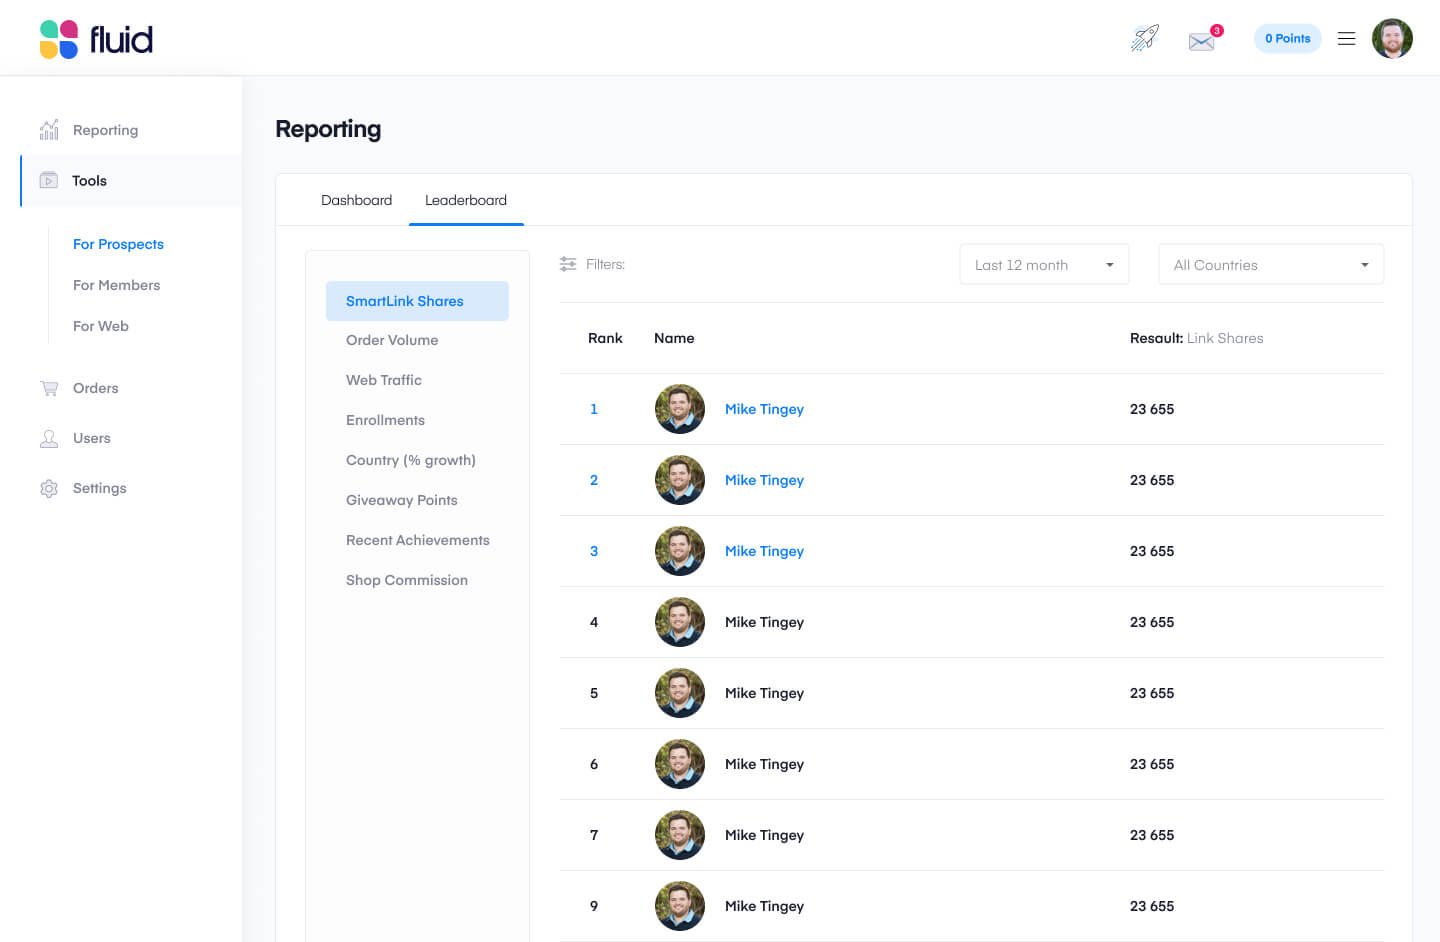 fluid
3
0 Points
Reporting
Tools
For Prospects
For Members
For Web
Orders
Users
Settings
Reporting
Dashboard
Leaderboard
SmartLink Shares
Order Volume
Web Traffic
Enrollments
Country (% growth)
Giveaway Points
Recent Achievements
Shop Commission
Filters:
Last 12 month
All Countries
Rank Name Resault: Link Shares
1 Mike Tingey 23 655
2 Mike Tingey 23 655
3 Mike Tingey 23 655
4 Mike Tingey 23 655
5 Mike Tingey 23 655
6 Mike Tingey 23 655
7 Mike Tingey 23 655
9 Mike Tingey 23 655